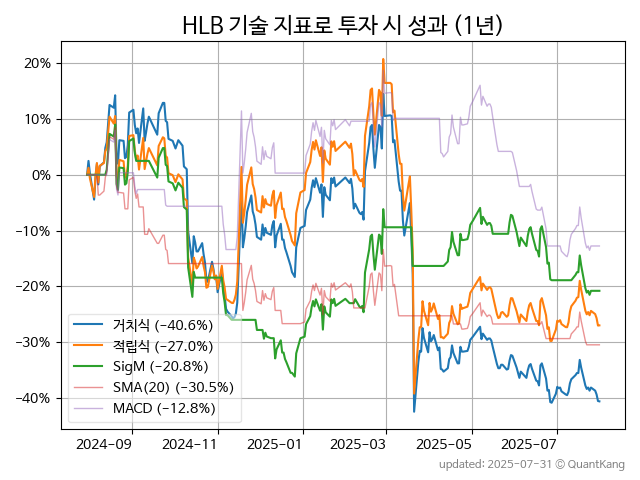 HLB 기술 지표로 투자 시 성과 (1년)
20%
10%
0%
−10%
−20%
−30%
−40%
거치식 (−40.6%)
적립식 (−27.0%)
SigM (−20.8%)
SMA(20) (−30.5%)
MACD (−12.8%)
2024-09
2024-11
2025-01
2025-03
2025-05
2025-07
updated: 2025-07-31 © QuantKang